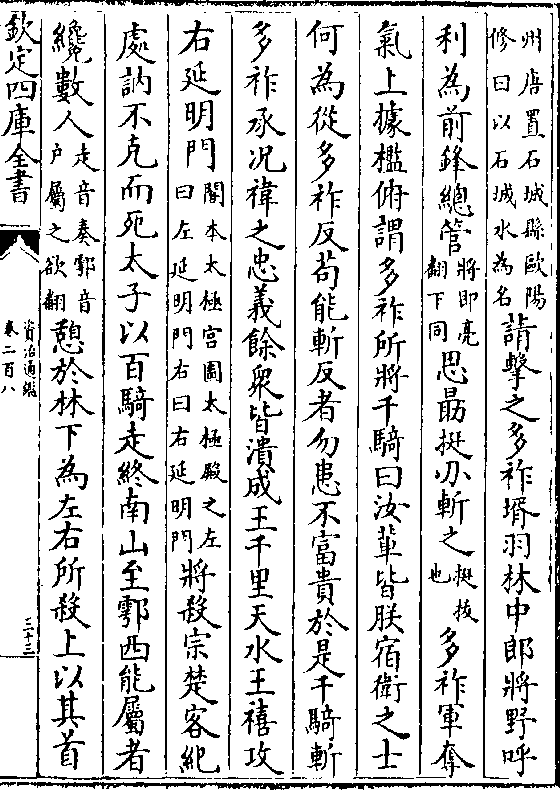 州唐置石城縣歐陽
修曰以石城水為名
請擊之多祚壻羽林中郎將野呼
利為前鋒總管
將即亮
翻下同
思勗挺刃斬之
挺拔
也
多祚軍奪
氣上據檻俯謂多祚所將千騎曰汝輩皆朕宿衛之士
何為從多祚反苟能斬反者勿患不富貴於是千騎斬
多祚承况禕之忠義餘衆皆潰成王千里天水王禧攻
右延明門
閣本太極宫圖太極殿之左
曰左延明門右曰右延明門
將殺宗楚客紀
處訥不克而死太子以百騎走終南山至鄠西能屬者
纔數人
走音奏鄠音
户屬之欲翻
憩於林下為左右所殺上以其首
欽定四庫全書
資治通鑑
卷二百八
三十三